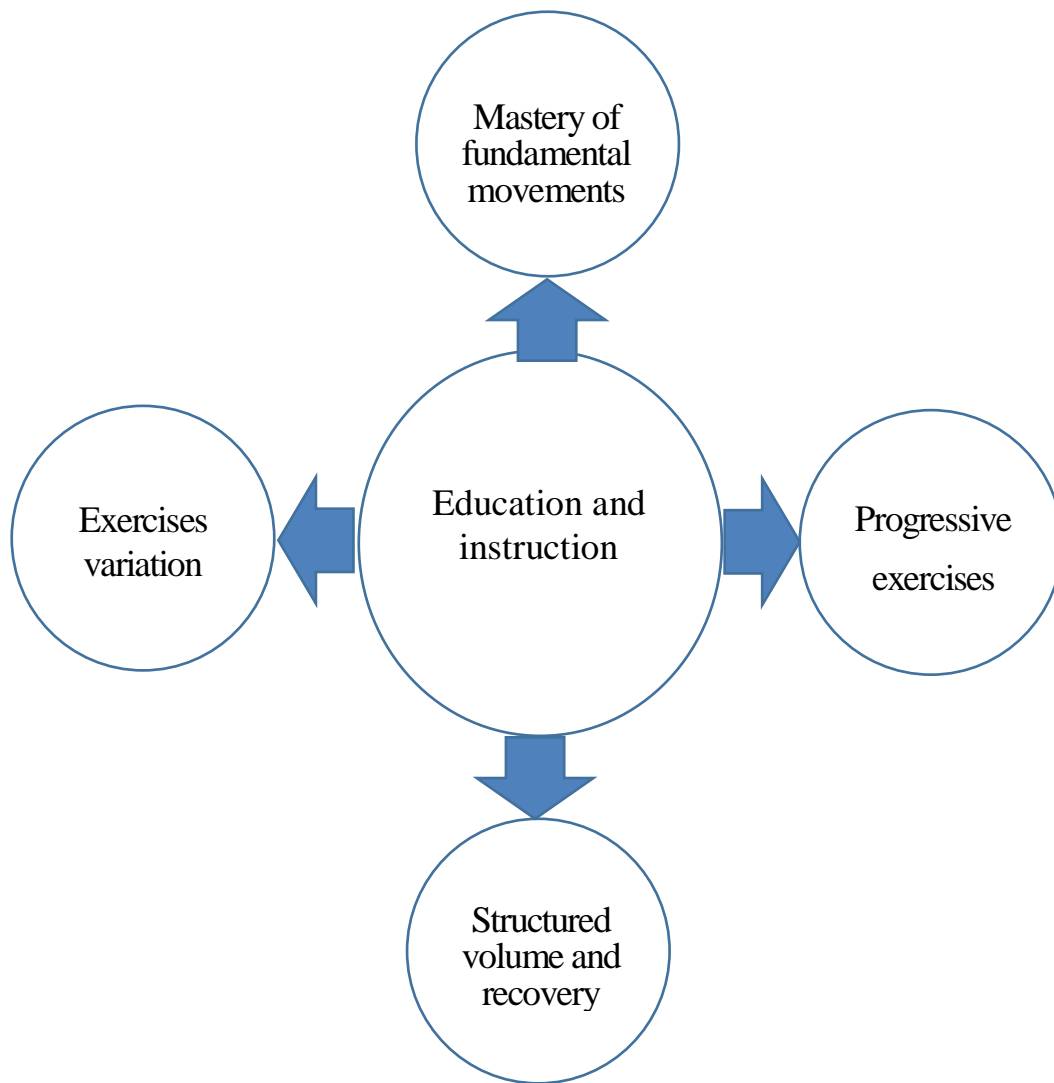 Mastery of
fundamental
movements
Exercises
variation
Education and
instruction
Progressive
exercises
Structured
volume and
recovery